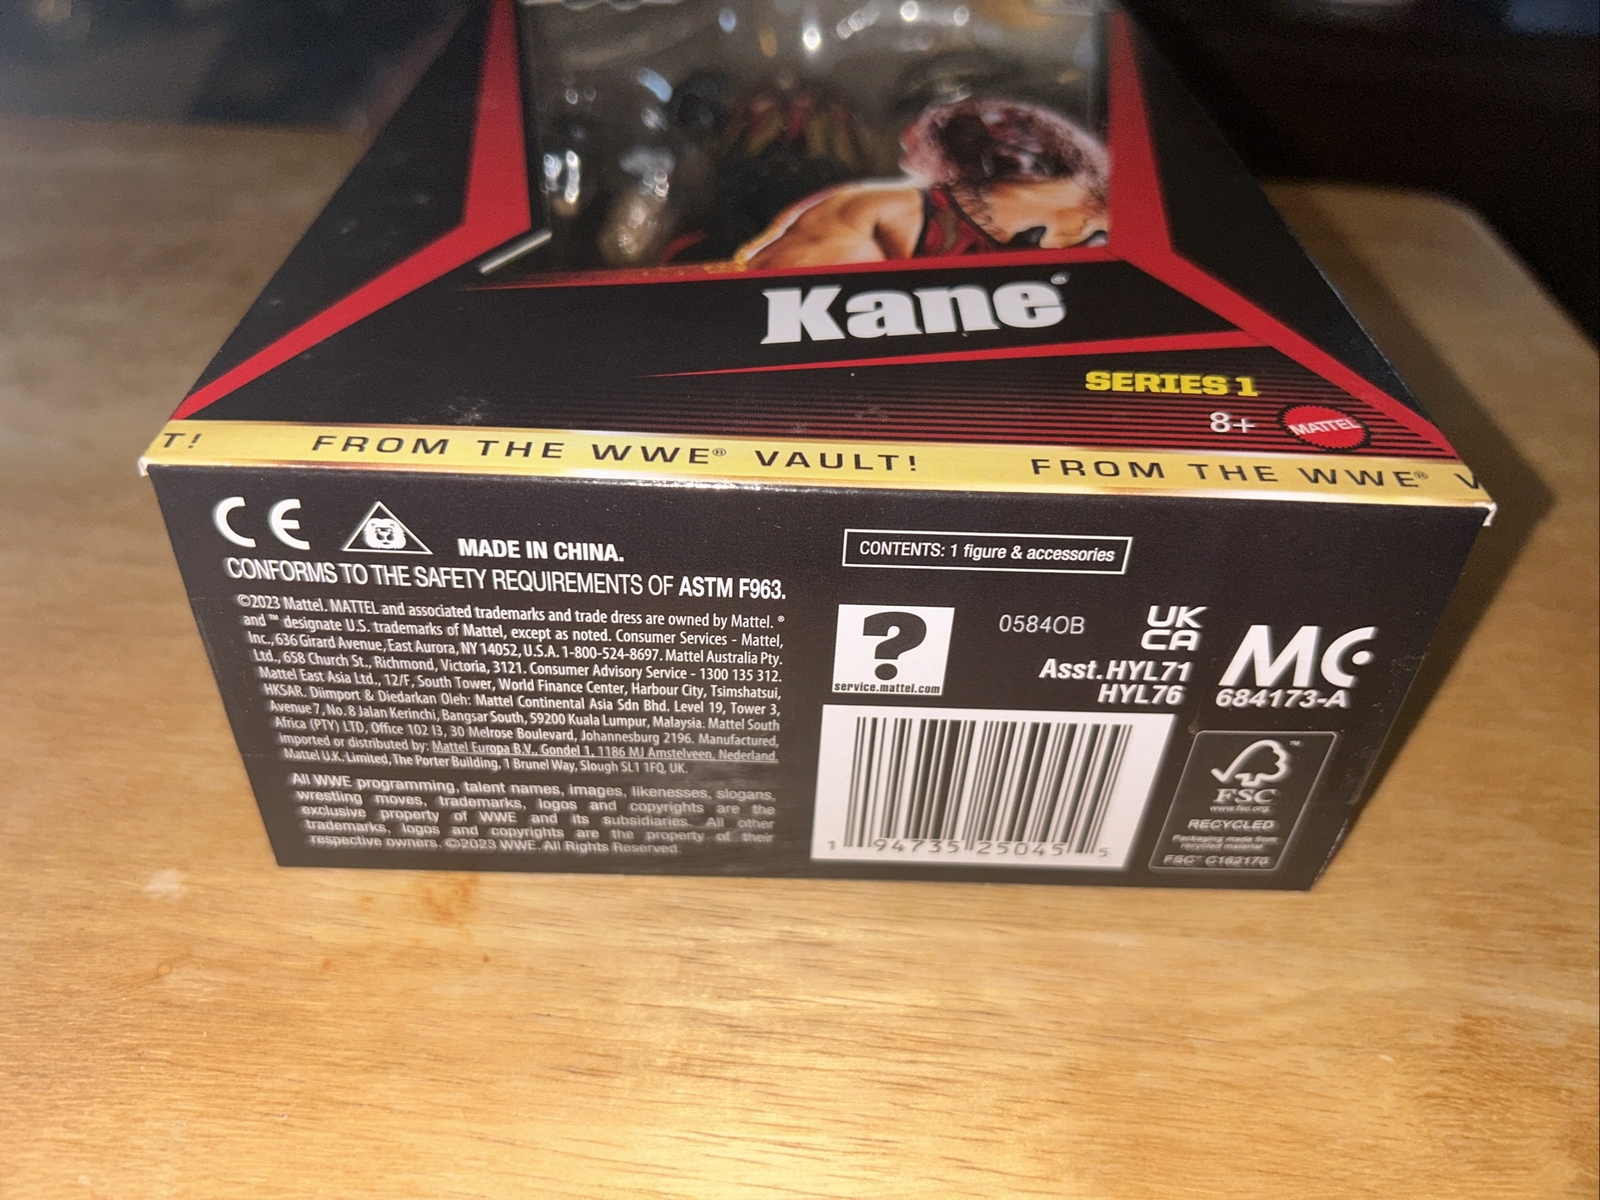 Kane®
SERIES 1
8+
MATTEL
T! FROM THE WWE® VAULT! FROM THE WWE® V
CE
MADE IN CHINA.
CONFORMS TO THE SAFETY REQUIREMENTS OF ASTM F963.
©2023 Mattel. MATTEL and associated trademarks and trade dress are owned by Mattel. ®
and ™ designate U.S. trademarks of Mattel, except as noted. Consumer Services - Mattel,
Inc., 636 Girard Avenue, East Aurora, NY 14052, U.S.A. 1-800-524-8697. Mattel Australia Pty.
Ltd., 658 Church St., Richmond, Victoria, 3121. Consumer Advisory Service - 1300 135 312.
Mattel East Asia Ltd., 12/F, South Tower, World Finance Center, Harbour City, Tsimshatsui,
HKSAR. Diimport & Diedarkan Oleh: Mattel Continental Asia Sdn Bhd. Level 19, Tower 3,
Avenue 7, No. 8 Jalan Kerinchi, Bangsar South, 59200 Kuala Lumpur, Malaysia. Mattel South
Africa (PTY) LTD, Office 102 I3, 30 Melrose Boulevard, Johannesburg 2196. Manufactured,
imported or distributed by: Mattel Europa B.V., Gondel 1, 1186 MJ Amstelveen, Nederland.
Mattel U.K. Limited, The Porter Building, 1 Brunel Way, Slough SL1 1FQ, UK.
All WWE programming, talent names, images, likenesses, slogans,
wrestling moves, trademarks, logos and copyrights are the
exclusive property of WWE and its subsidiaries. All other
trademarks, logos and copyrights are the property of their
respective owners. ©2023 WWE. All Rights Reserved.
CONTENTS: 1 figure & accessories
?
service.mattel.com
0584OB
UK
CA
Asst.HYL71
HYL76
MC
684173-A
1 94735 25045 5
FSC™
www.fsc.org
RECYCLED
Packaging made from
recycled material
FSC® C162170